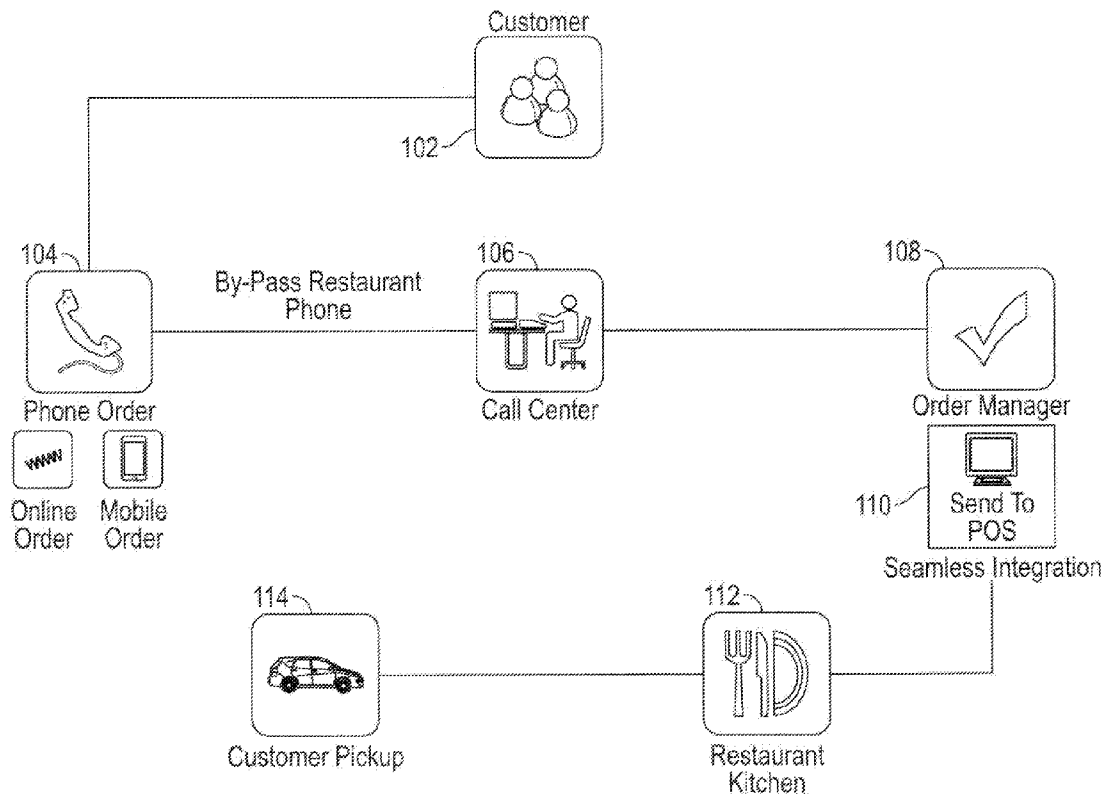 Customer
102
104
By-Pass Restaurant
Phone
106
108
Phone Order
Call Center
Order Manager
www
Online
Order
Mobile
Order
110
Send To
POS
Seamless Integration
114
112
Customer Pickup
Restaurant
Kitchen